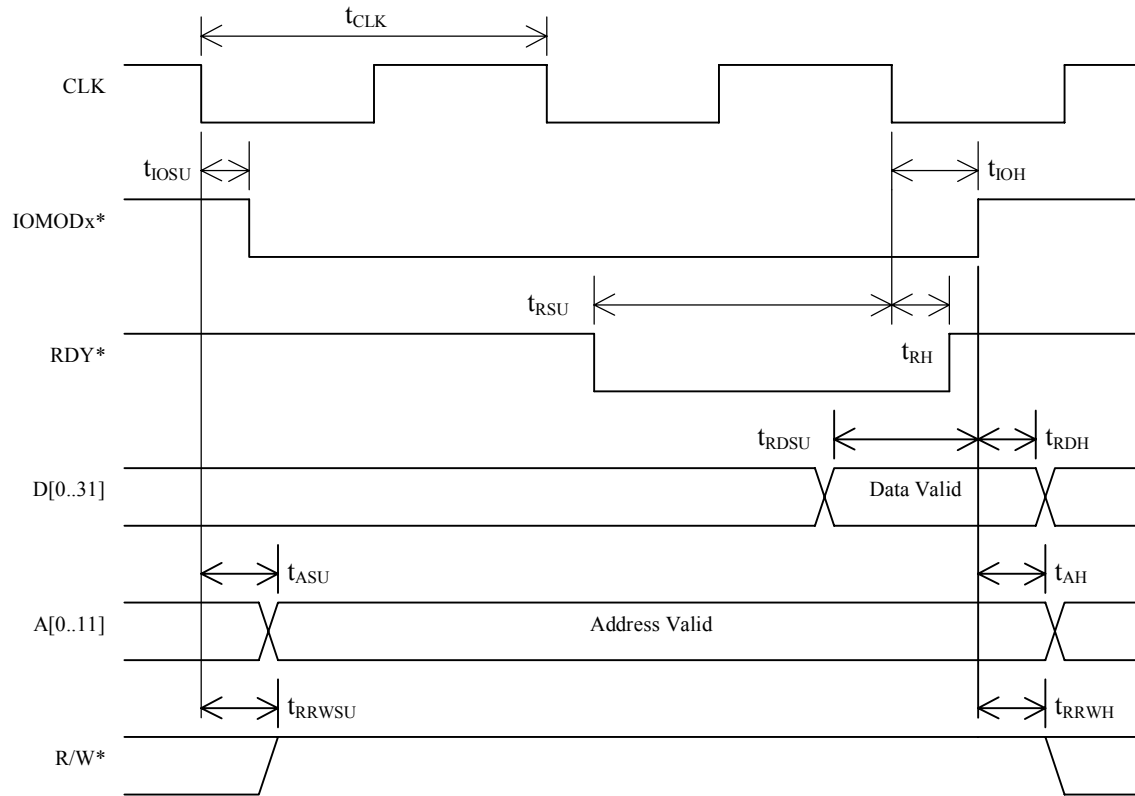 tCLK
CLK
tIOSU
tIOH
IOMODx*
tRSU
tRH
RDY*
tRDSU
tRDH
D[0..31]
Data Valid
tASU
tAH
A[0..11]
Address Valid
tRRWSU
tRRWH
R/W*